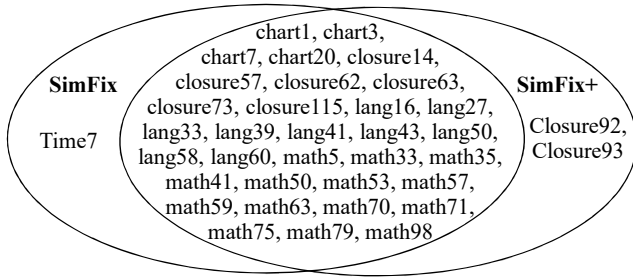 chart1, chart3,
chart7, chart20, closure14,
closure57, closure62, closure63,
SimFix
SimFix+
closure73, closure115, lang16, lang27,
Time7
lang33, lang39, lang41, lang43, lang50,
Closure92,
lang58, lang60, math5, math33, math35,
Closure93
math41, math50, math53, math57,
math59, math63, math70, math71,
math75, math79, math98